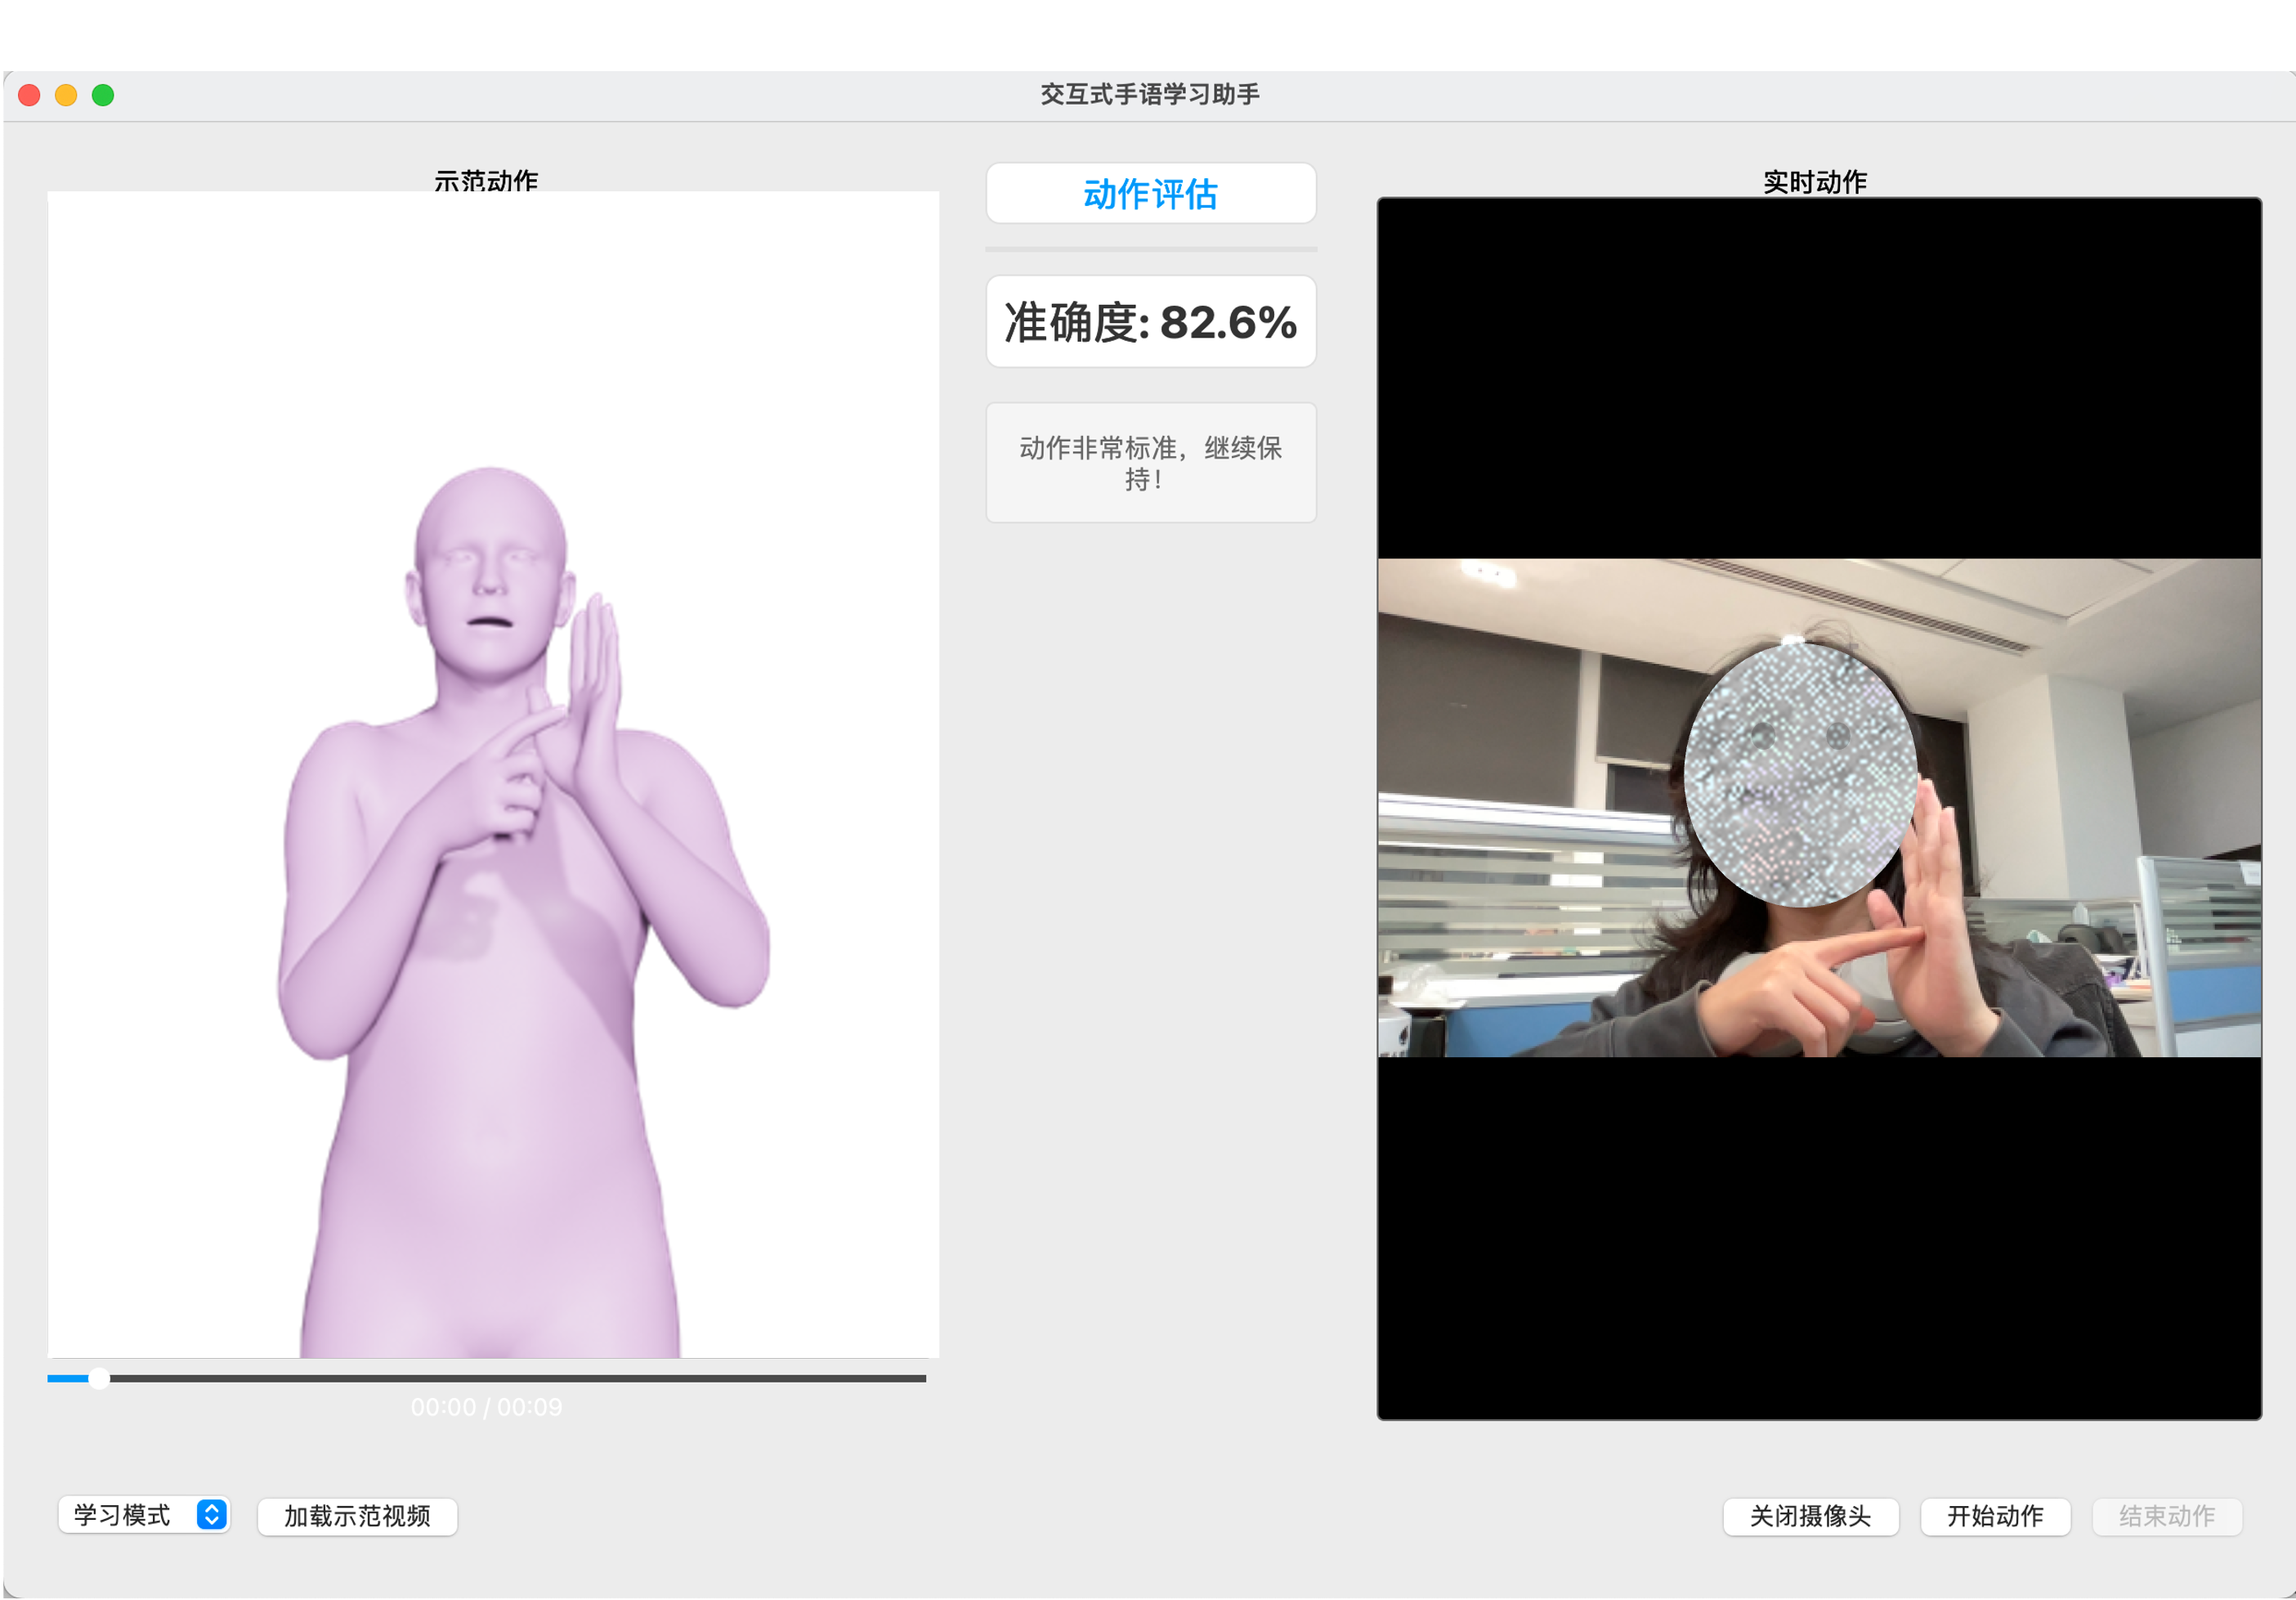 交互式手语学习助手
示范动作
动作评估
实时动作
准确度: 82.6%
动作非常标准，继续保
持！
00:00 / 00:09
学习模式
加载示范视频
关闭摄像头
开始动作
结束动作